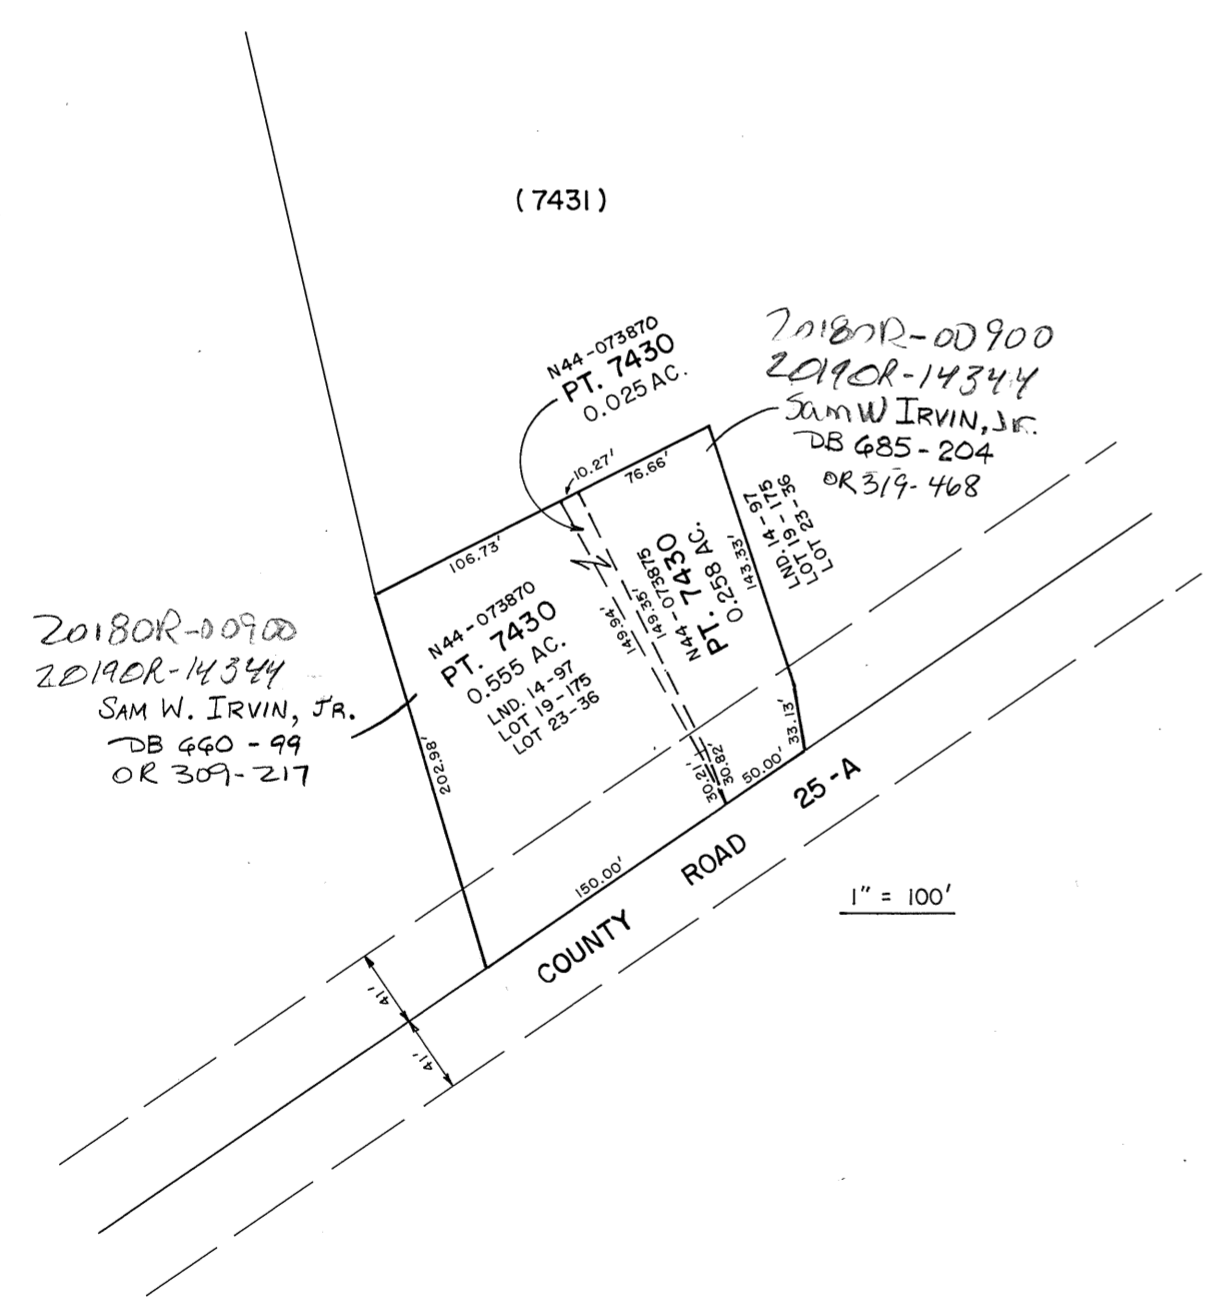 (7431)
N44-073870
PT. 7430
0.025 AC.
20180R-00900
20190R-14344
Sam W IRVIN, Jr.
DB 685-204
OR 319-468
10.27'
76.66'
106.73'
LND. 14-97
LOT 19-175
LOT 23-36
143.33'
N44-073875
PT. 7430
0.258 AC.
149.35'
149.94'
N44-073870
PT. 7430
0.555 AC.
LND. 14-97
LOT 19-175
LOT 23-36
20180R-00900
20190R-14344
SAM W. IRVIN, JR.
DB 660-99
OR 309-217
202.98'
33.13'
30.21'
30.82'
50.00'
150.00'
COUNTY ROAD 25-A
1" = 100'
41'
41'